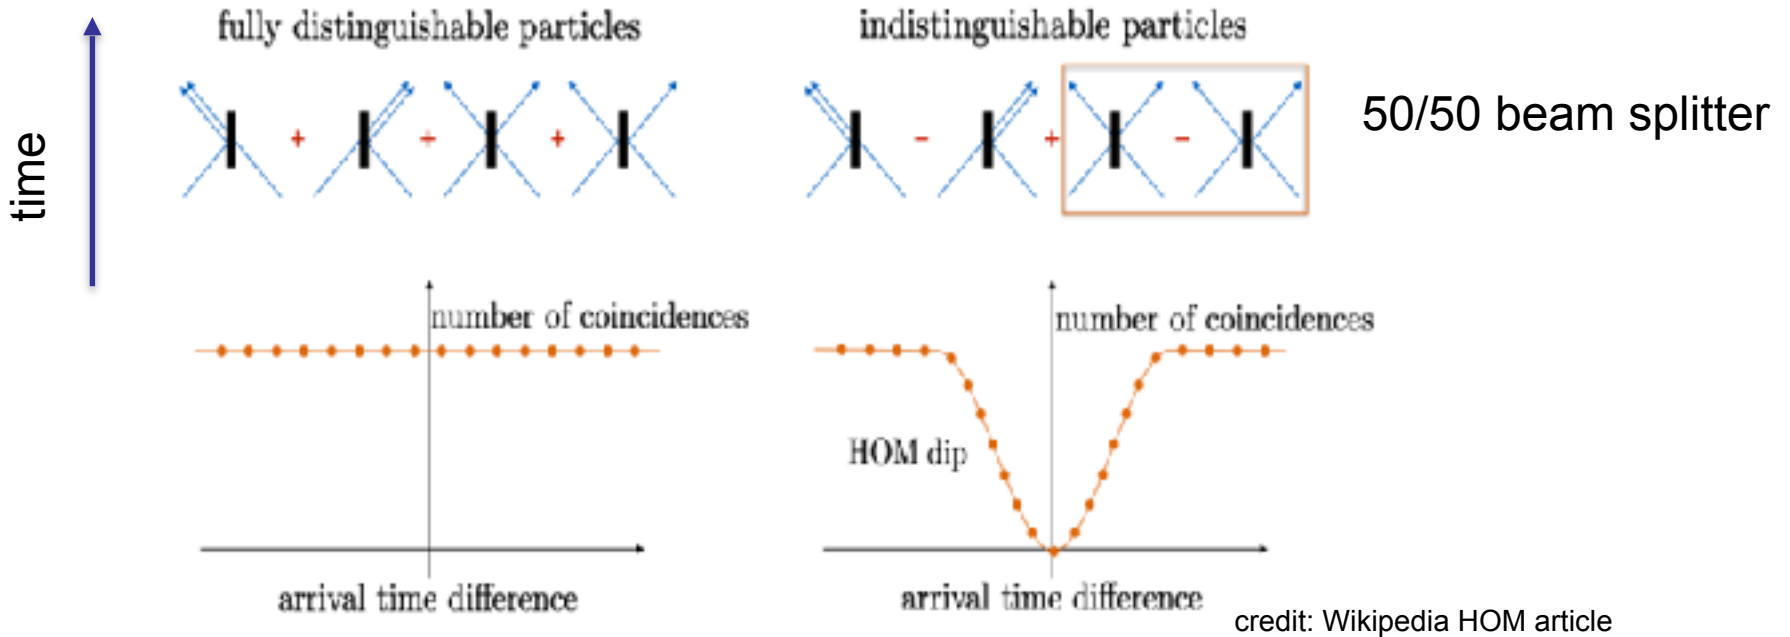 fully distinguishable particles
indistinguishable particles
50/50 beam splitter
time
+ + +
- + -
number of coincidences
number of coincidences
HOM dip
arrival time difference
arrival time difference
credit: Wikipedia HOM article